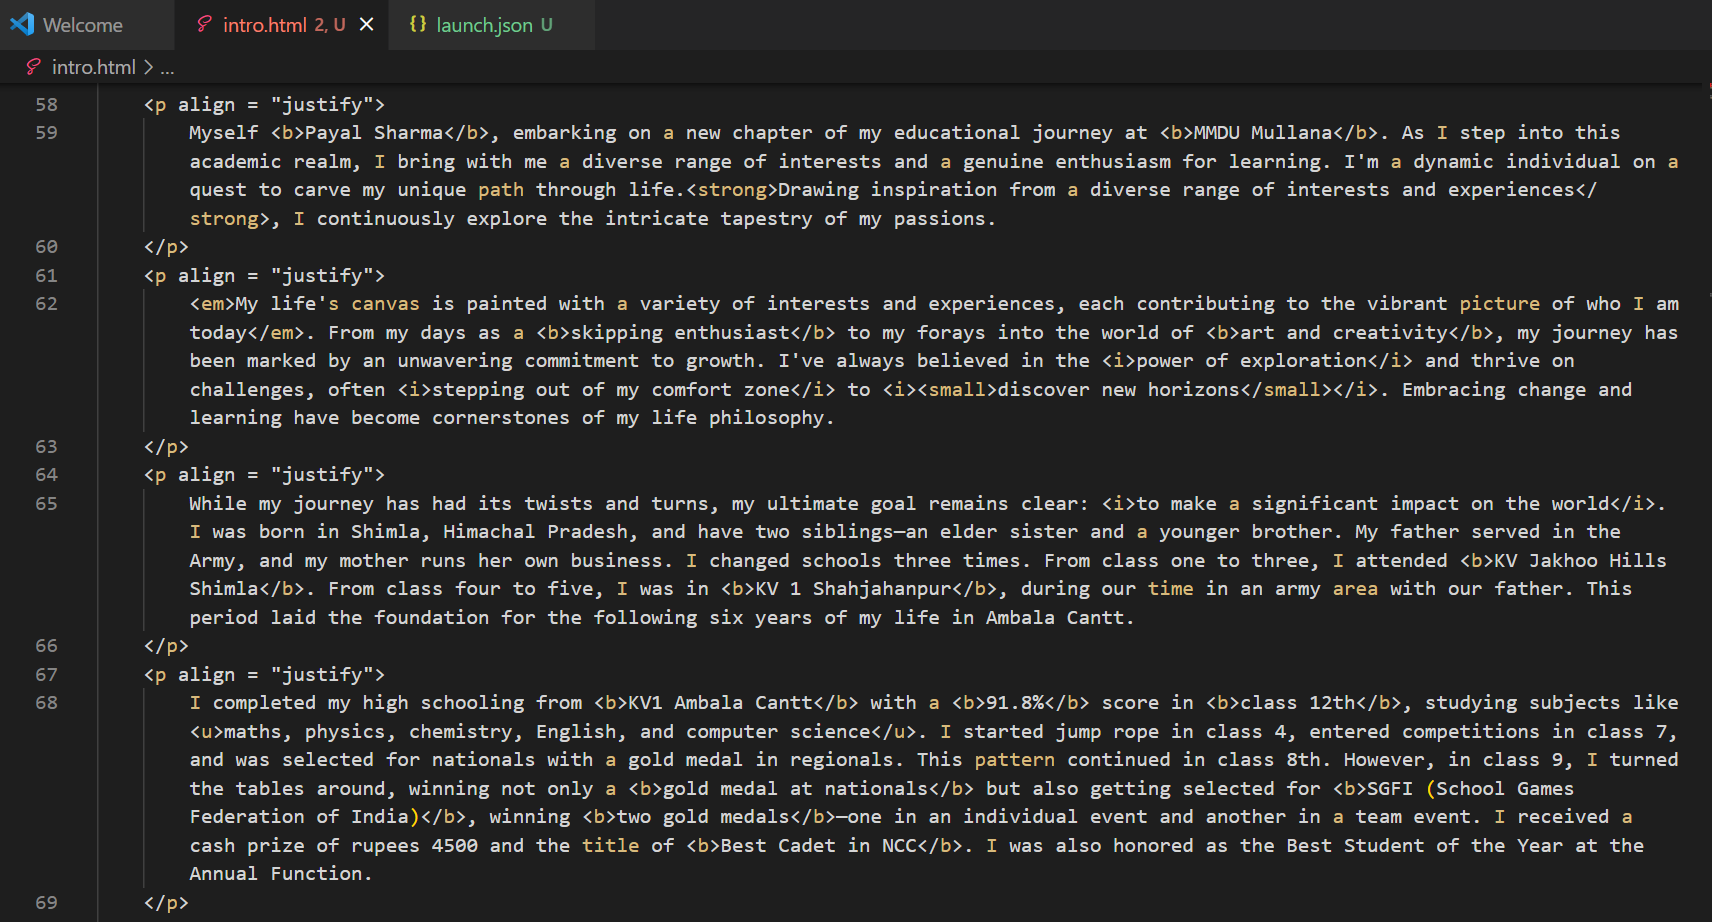 Welcome
intro.html 2, U
{} launch.json U
intro.html > ...
58 <p align = "justify">
59 Myself <b>Payal Sharma</b>, embarking on a new chapter of my educational journey at <b>MMDU Mullana</b>. As I step into this
academic realm, I bring with me a diverse range of interests and a genuine enthusiasm for learning. I'm a dynamic individual on a
quest to carve my unique path through life.<strong>Drawing inspiration from a diverse range of interests and experiences</
strong>, I continuously explore the intricate tapestry of my passions.
60 </p>
61 <p align = "justify">
62 <em>My life's canvas is painted with a variety of interests and experiences, each contributing to the vibrant picture of who I am
today</em>. From my days as a <b>skipping enthusiast</b> to my forays into the world of <b>art and creativity</b>, my journey has
been marked by an unwavering commitment to growth. I've always believed in the <i>power of exploration</i> and thrive on
challenges, often <i>stepping out of my comfort zone</i> to <i><small>discover new horizons</small></i>. Embracing change and
learning have become cornerstones of my life philosophy.
63 </p>
64 <p align = "justify">
65 While my journey has had its twists and turns, my ultimate goal remains clear: <i>to make a significant impact on the world</i>.
I was born in Shimla, Himachal Pradesh, and have two siblings—an elder sister and a younger brother. My father served in the
Army, and my mother runs her own business. I changed schools three times. From class one to three, I attended <b>KV Jakhoo Hills
Shimla</b>. From class four to five, I was in <b>KV 1 Shahjahanpur</b>, during our time in an army area with our father. This
period laid the foundation for the following six years of my life in Ambala Cantt.
66 </p>
67 <p align = "justify">
68 I completed my high schooling from <b>KV1 Ambala Cantt</b> with a <b>91.8%</b> score in <b>class 12th</b>, studying subjects like
<u>maths, physics, chemistry, English, and computer science</u>. I started jump rope in class 4, entered competitions in class 7,
and was selected for nationals with a gold medal in regionals. This pattern continued in class 8th. However, in class 9, I turned
the tables around, winning not only a <b>gold medal at nationals</b> but also getting selected for <b>SGFI (School Games
Federation of India)</b>, winning <b>two gold medals</b>—one in an individual event and another in a team event. I received a
cash prize of rupees 4500 and the title of <b>Best Cadet in NCC</b>. I was also honored as the Best Student of the Year at the
Annual Function.
69 </p>